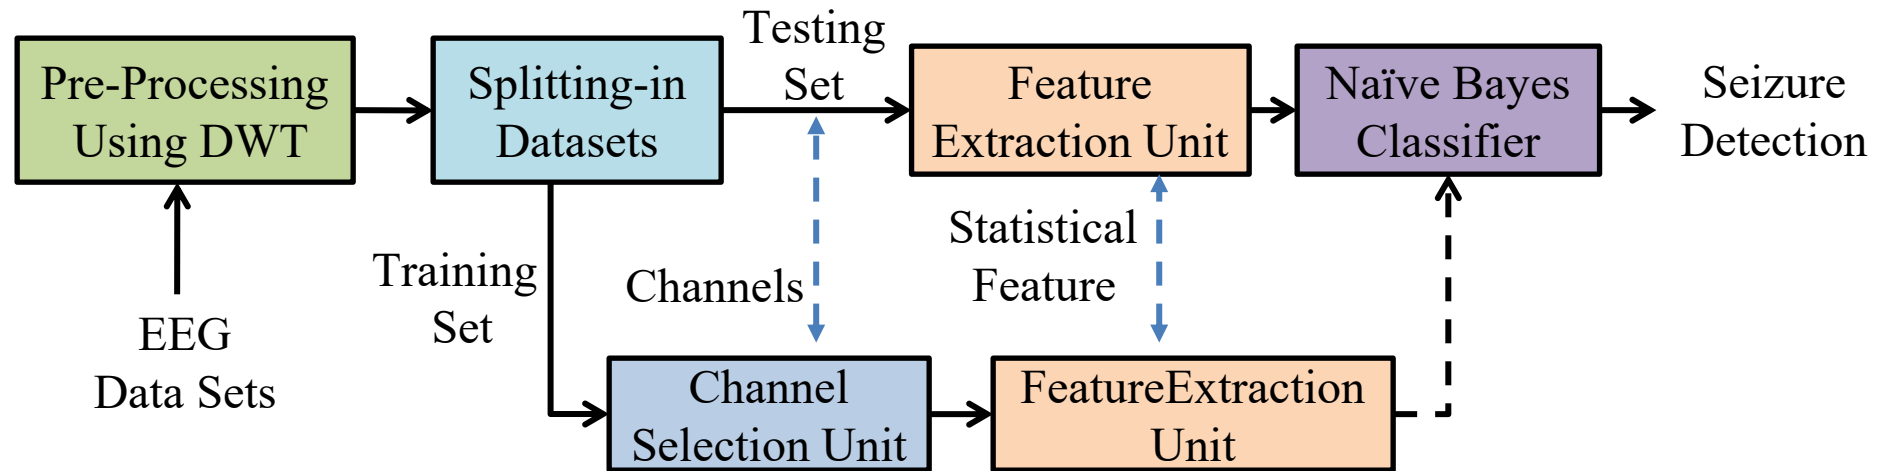 Pre-Processing
Using DWT
Splitting-in
Datasets
Testing
Set
Feature
Extraction Unit
Naïve Bayes
Classifier
Seizure
Detection
EEG
Data Sets
Training
Set
Channels
Statistical
Feature
Channel
Selection Unit
FeatureExtraction
Unit